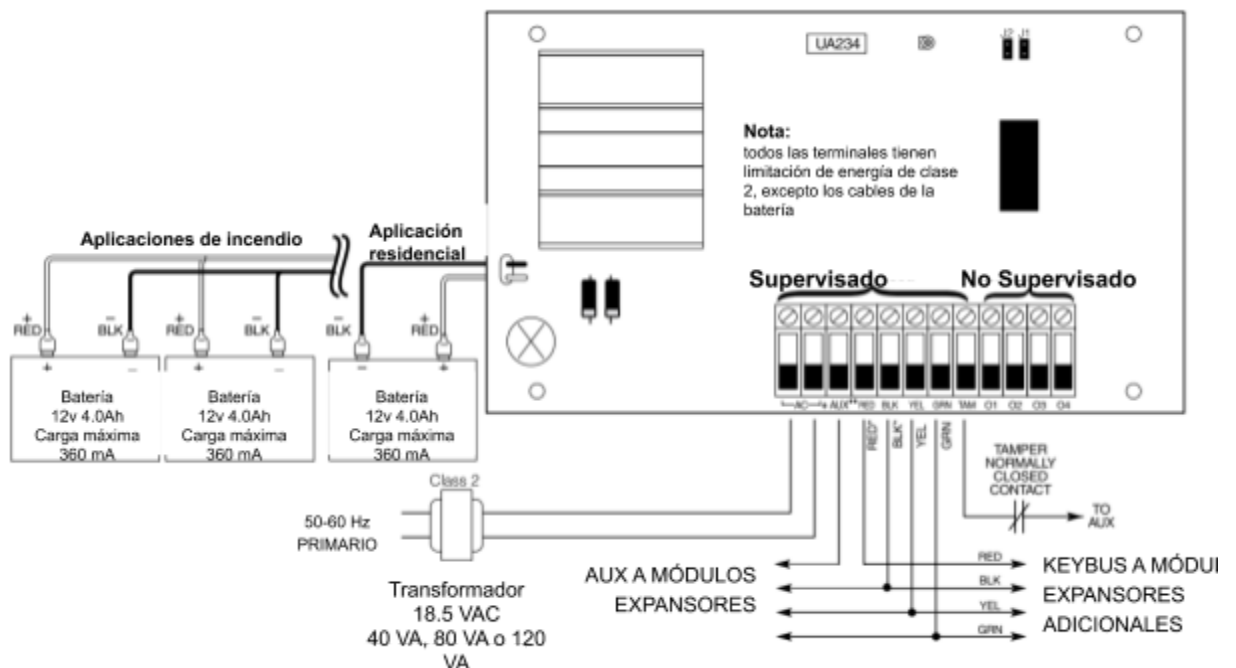 UA234
J2 J1
Nota:
todos las terminales tienen
limitación de energía de clase
2, excepto los cables de la
batería
Aplicaciones de incendio
Aplicación
residencial
Supervisado
No Supervisado
+ RED
− BLK
+ RED
− BLK
− BLK
+ RED
+ −
+ −
− +
Batería
12v 4.0Ah
Carga máxima
360 mA
Batería
12v 4.0Ah
Carga máxima
360 mA
Batería
12v 4.0Ah
Carga máxima
360 mA
AC + AUX** RED BLK YEL GRN TAM O1 O2 O3 O4
RED*
BLK*
YEL
GRN
TAMPER
NORMALLY
CLOSED
CONTACT
TO
AUX
Class 2
50-60 Hz
PRIMARIO
Transformador
18.5 VAC
40 VA, 80 VA o 120
VA
AUX A MÓDULOS
EXPANSORES
RED
BLK
YEL
GRN
KEYBUS A MÓDU
EXPANSORES
ADICIONALES